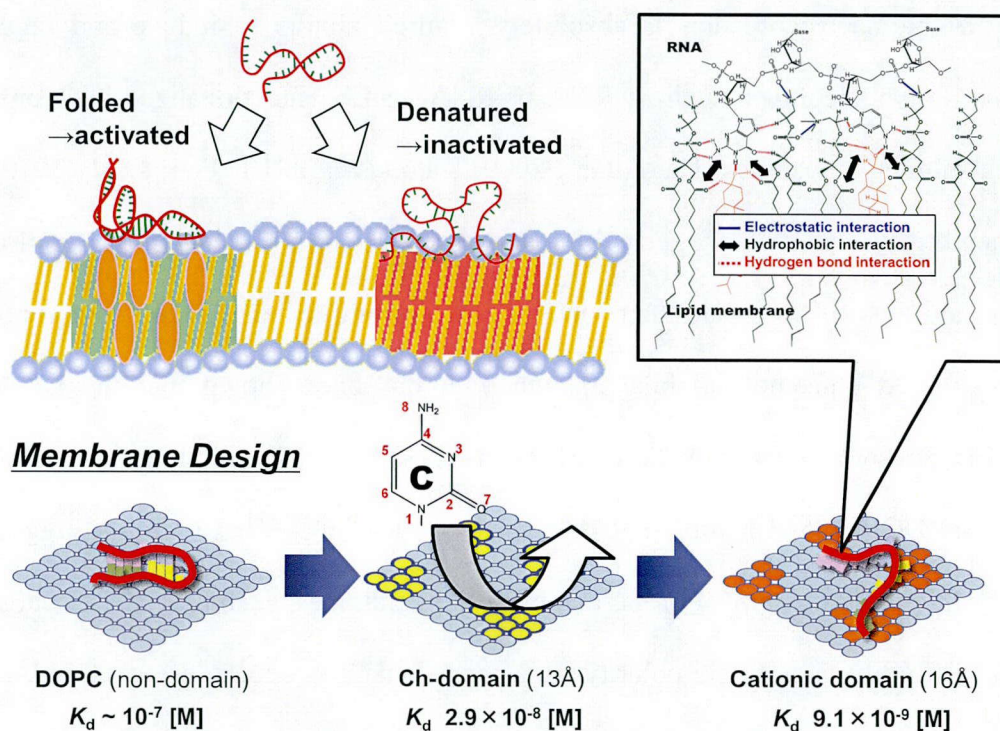 Folded
→activated
Denatured
→inactivated
RNA
Base
Base
Electrostatic interaction
Hydrophobic interaction
Hydrogen bond interaction
Lipid membrane
Membrane Design
8 NH₂
4
5
3
N
C
6
2
7
O
1
N
DOPC (non-domain)
Kd ~ 10⁻⁷ [M]
Ch-domain (13Å)
Kd 2.9 × 10⁻⁸ [M]
Cationic domain (16Å)
Kd 9.1 × 10⁻⁹ [M]